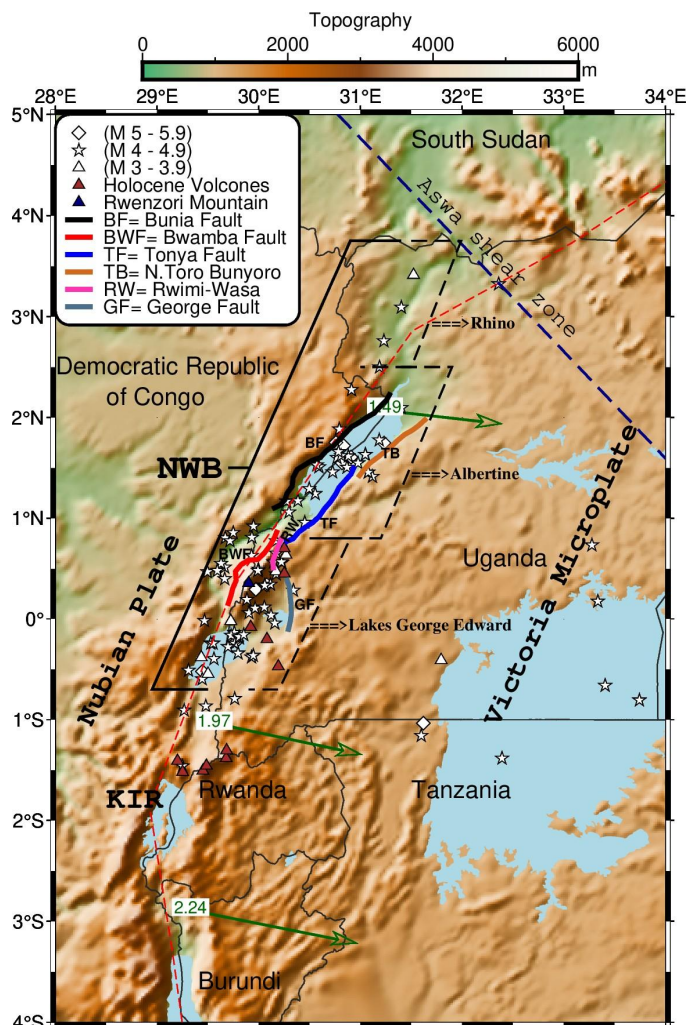 Topography
0 2000 4000 6000
m
28°E 29°E 30°E 31°E 32°E 33°E 34°E
5°N
4°N
3°N
2°N
1°N
0°
1°S
2°S
3°S
4°S
(M 5 - 5.9)
(M 4 - 4.9)
(M 3 - 3.9)
Holocene Volcones
Rwenzori Mountain
BF= Bunia Fault
BWF= Bwamba Fault
TF= Tonya Fault
TB= N.Toro Bunyoro
RW= Rwimi-Wasa
GF= George Fault
South Sudan
Aswa shear zone
===>Rhino
Democratic Republic
of Congo
1.49
BF
TB
NWB
===>Albertine
TF
RW
BWF
Uganda
Victoria Microplate
Nubian Plate
GF
===>Lakes George Edward
1.97
KIR
Rwanda
Tanzania
2.24
Burundi